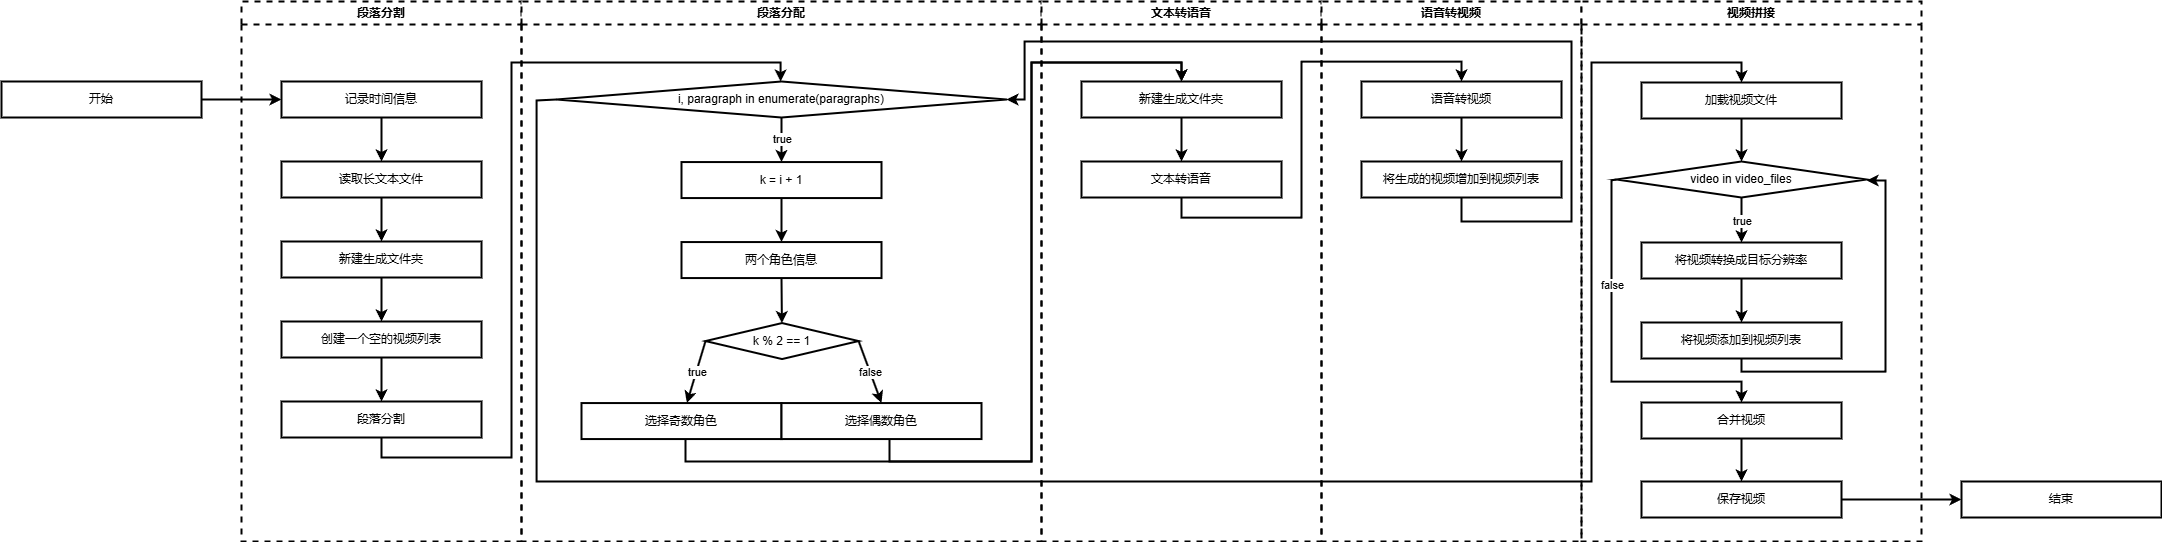 段落分割
段落分配
文本转语音
语音转视频
视频拼接
开始
记录时间信息
读取长文本文件
新建生成文件夹
创建一个空的视频列表
段落分割
i, paragraph in enumerate(paragraphs)
true
k = i + 1
两个角色信息
k % 2 == 1
true
false
选择奇数角色
选择偶数角色
新建生成文件夹
文本转语音
语音转视频
将生成的视频增加到视频列表
加载视频文件
video in video_files
true
false
将视频转换成目标分辨率
将视频添加到视频列表
合并视频
保存视频
结束